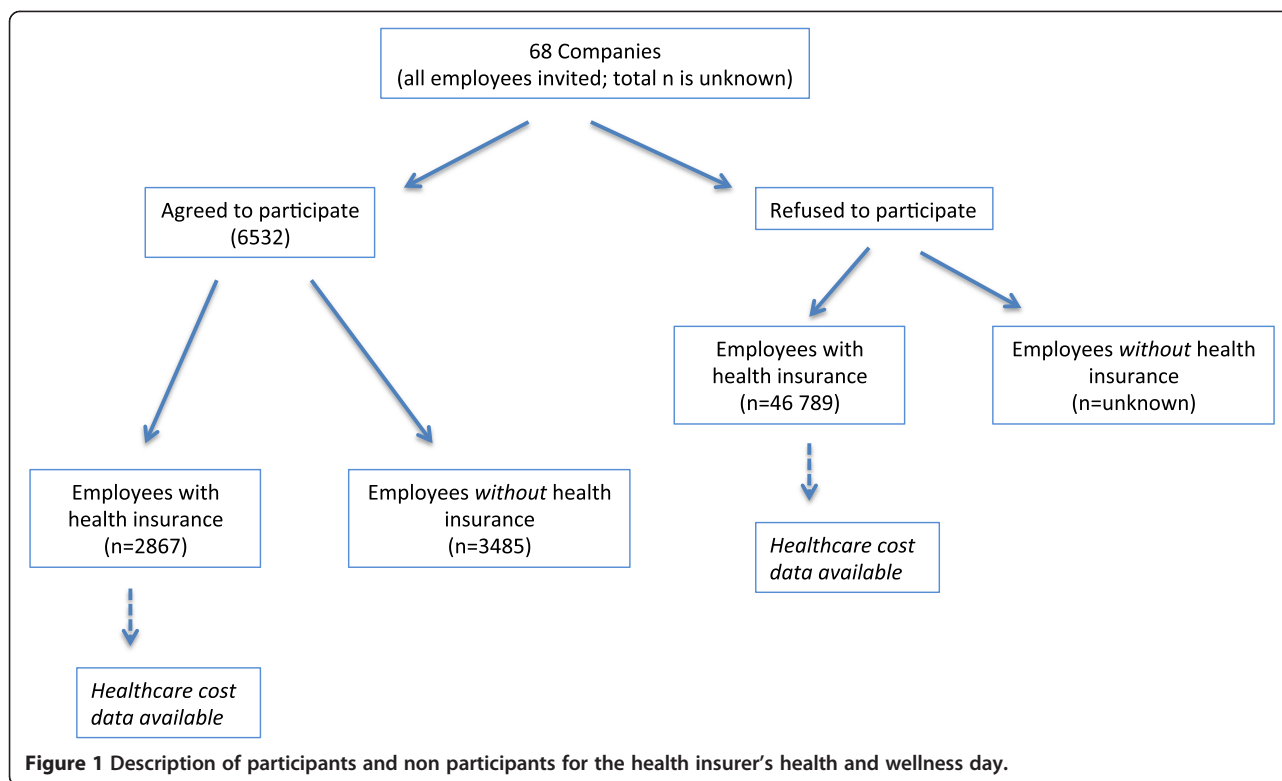 68 Companies
(all employees invited; total n is unknown)
Agreed to participate
(6532)
Refused to participate
Employees with
health insurance
(n=46 789)
Employees without health
insurance
(n=unknown)
Employees with
health insurance
(n=2867)
Employees without health
insurance
(n=3485)
Healthcare cost
data available
Healthcare cost
data available
Figure 1 Description of participants and non participants for the health insurer's health and wellness day.